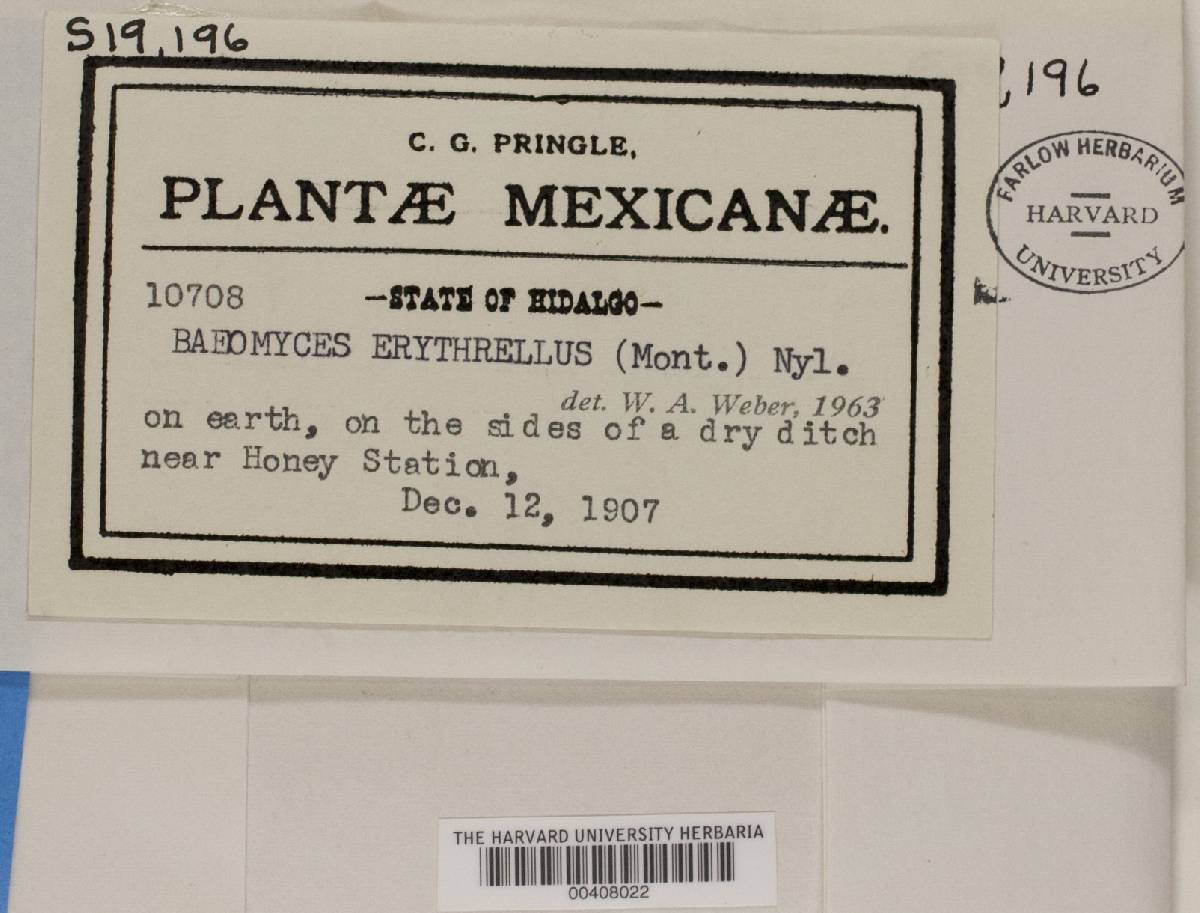 S19,196
,196
C. G. PRINGLE,
PLANTÆ MEXICANÆ.
FARLOW HERBARIUM
HARVARD
UNIVERSITY
10708 —STATE OF HIDALGO—
BAEOMYCES ERYTHRELLUS (Mont.) Nyl.
det. W. A. Weber, 1963
on earth, on the sides of a dry ditch
near Honey Station,
Dec. 12, 1907
THE HARVARD UNIVERSITY HERBARIA
00408022